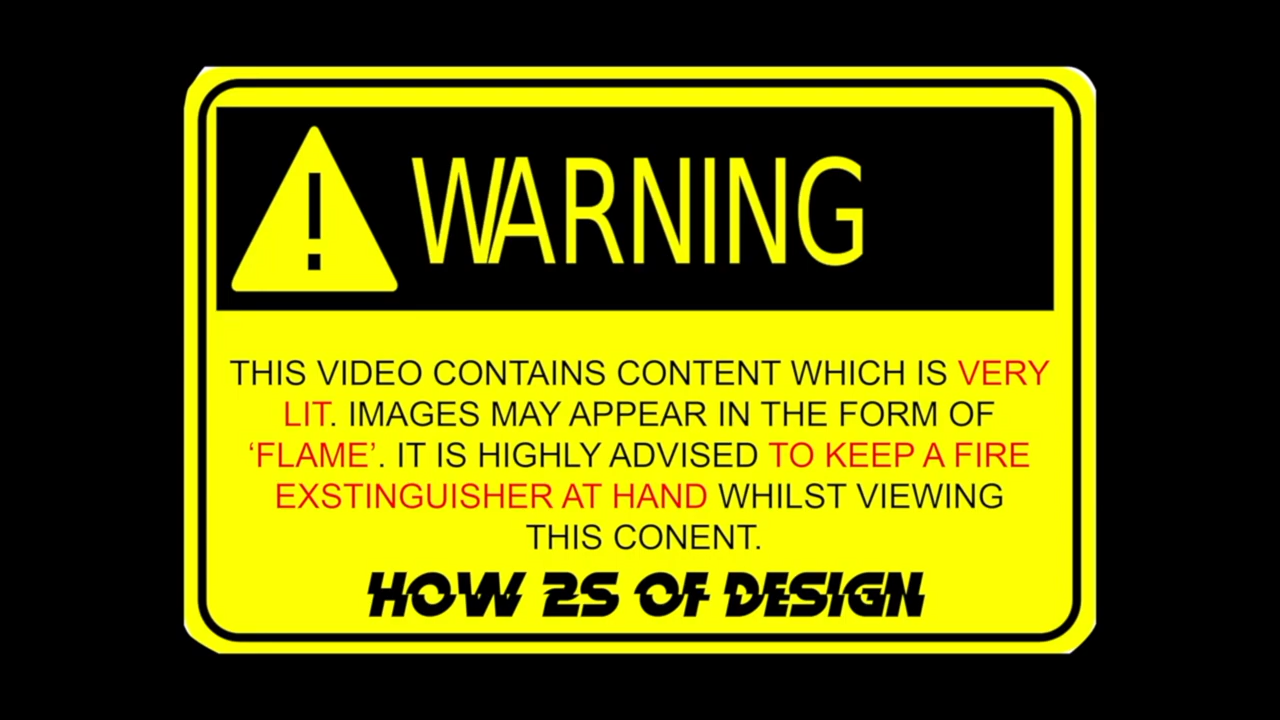 WARNING
THIS VIDEO CONTAINS CONTENT WHICH IS VERY
LIT. IMAGES MAY APPEAR IN THE FORM OF
‘FLAME’. IT IS HIGHLY ADVISED TO KEEP A FIRE
EXSTINGUISHER AT HAND WHILST VIEWING
THIS CONENT.
HOW 2S OF DESIGN